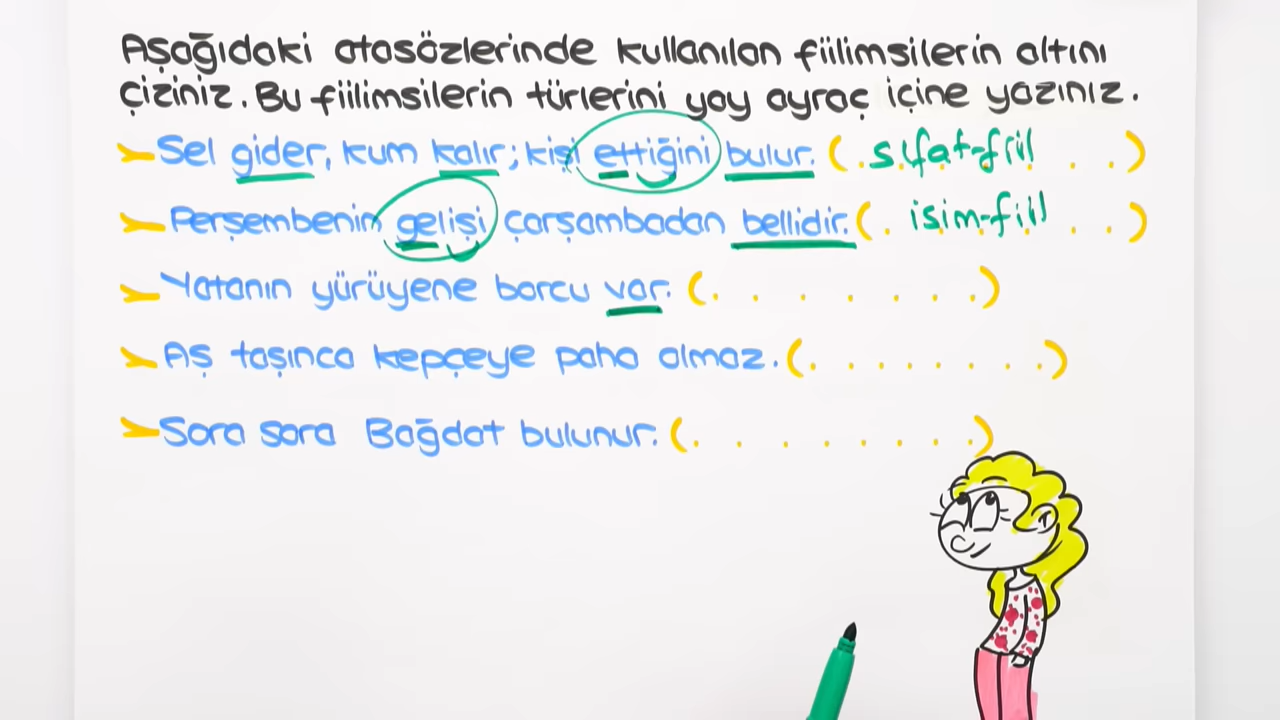 Aşağıdaki atasözlerinde kullanılan fiilimsilerin altını
çiziniz. Bu fiilimsilerin türlerini yay ayraç içine yazınız.
Sel gider, kum kalır; kişi ettiğini bulur. (. sıfat-fiil . .)
Perşembenin gelişi çarşambadan bellidir. (. isim-fiil . .)
Yatanın yürüyene borcu var. (. . . . . . .)
Aş taşınca kepçeye paha olmaz. (. . . . . . . .)
Sora sora Bağdat bulunur. (. . . . . . . .)